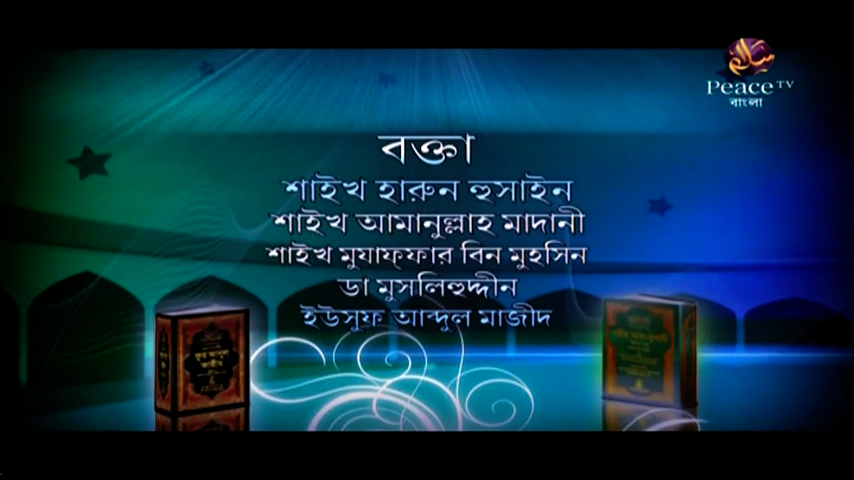 Peace TV
বাংলা
বক্তা
শাইখ হারুন হুসাইন
শাইখ আমানুল্লাহ মাদানী
শাইখ মুযাফ্ফার বিন মুহসিন
ডা মুসলিহুদ্দীন
ইউসুফ আব্দুল মাজীদ